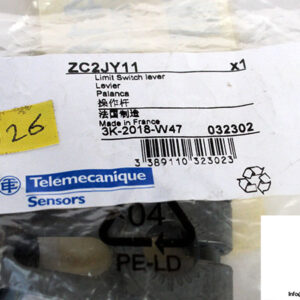 ZC2JY11 x1
Limit Switch lever
Levier
Palanca
操作杆
法国制造
Made in France
3K-2018-W47 032302
3 389110 323023
26
Telemecanique
Sensors
04
PE-LD